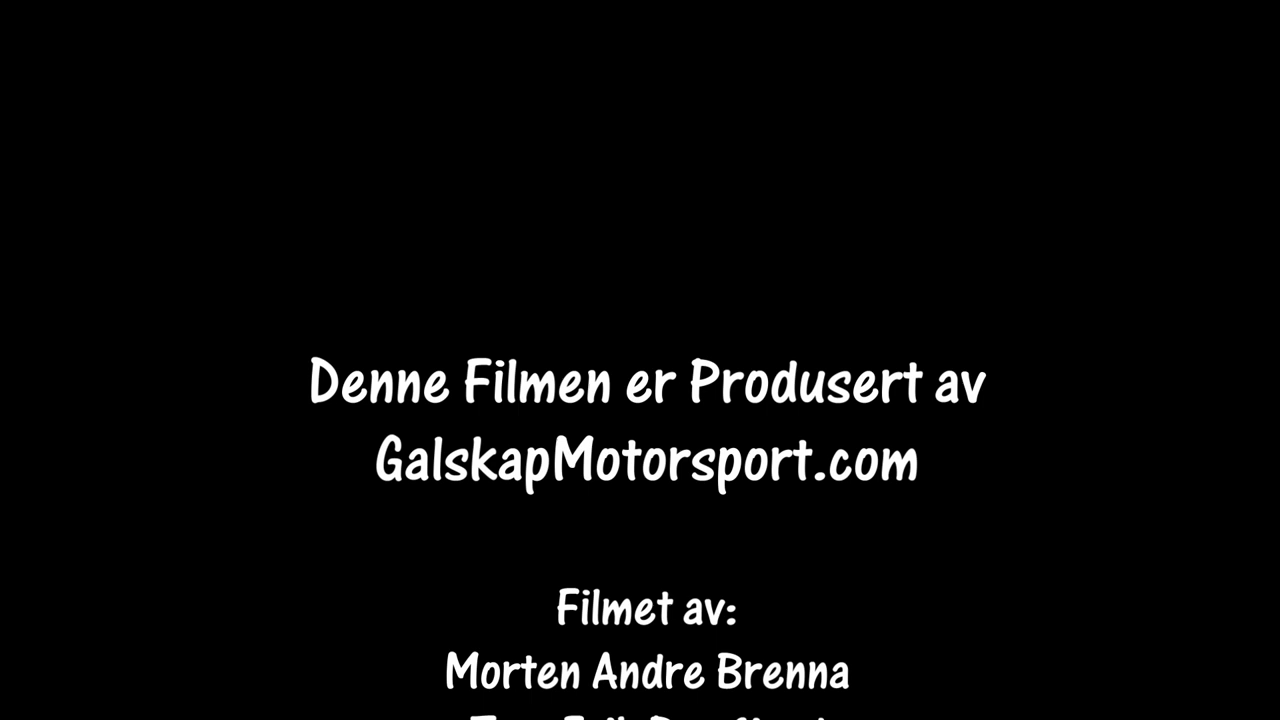 Denne Filmen er Produsert av
GalskapMotorsport.com
Filmet av:
Morten Andre Brenna